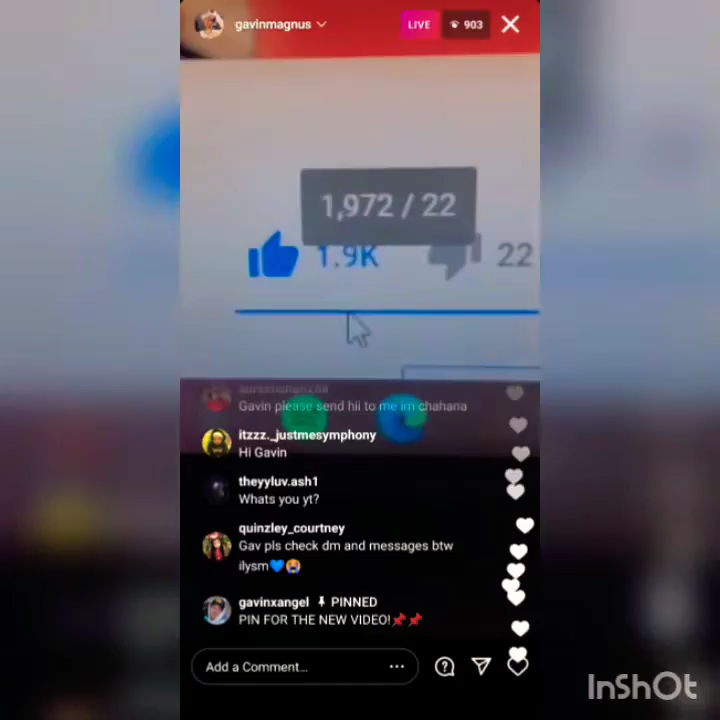 gavinmagnus
LIVE
903
1,972 / 22
1.9K
22
Gavin please send hii to me im chahana
itzzz._justmesymphony
Hi Gavin
theyyluv.ash1
Whats you yt?
quinzley_courtney
Gav pls check dm and messages btw
ilysm💙😭
gavinxangel PINNED
PIN FOR THE NEW VIDEO!📌📌
Add a Comment...
InShOt